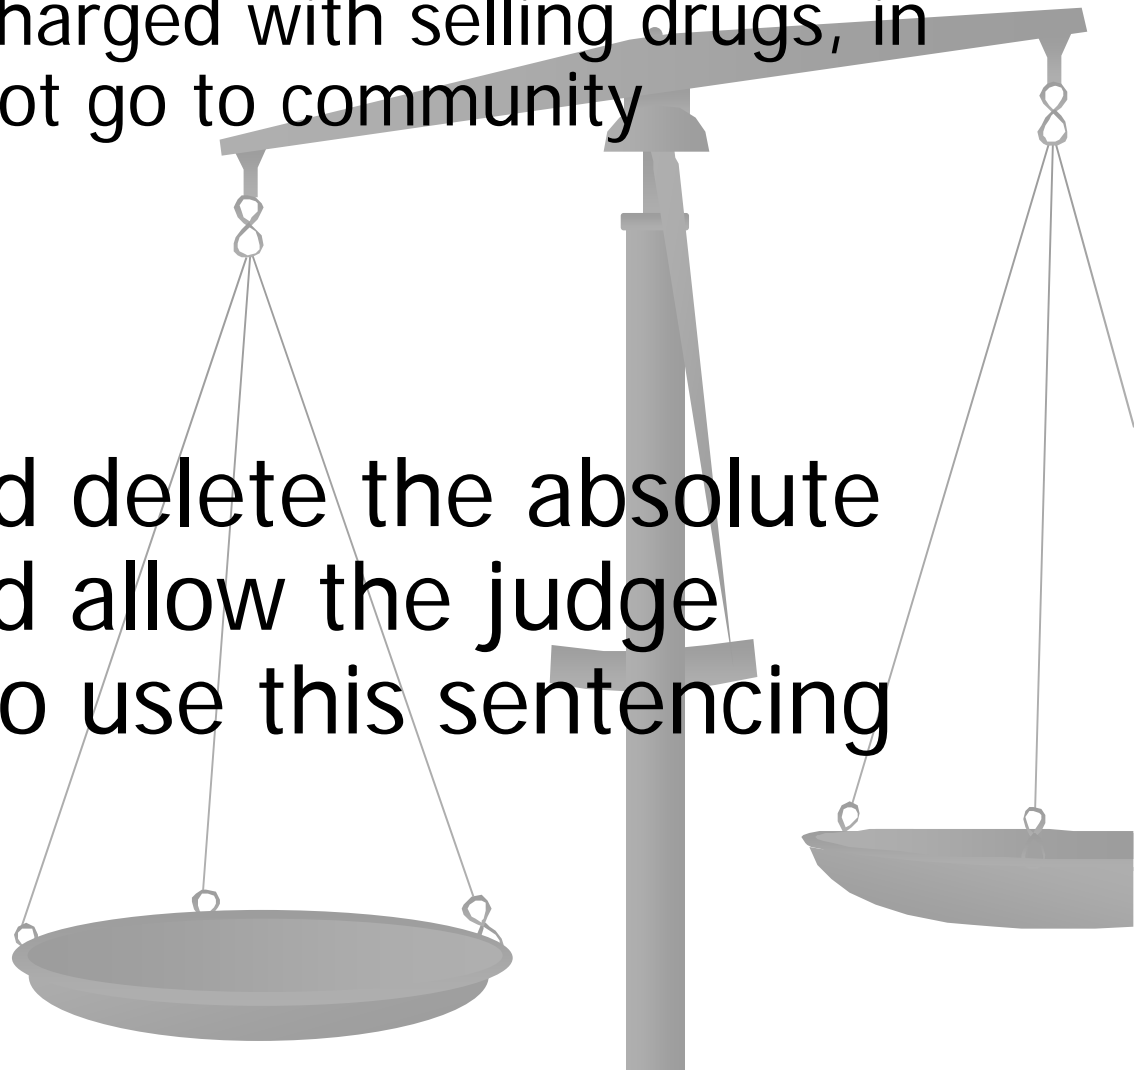 harged with selling drugs, in
ot go to community
d delete the absolute
d allow the judge
o use this sentencing